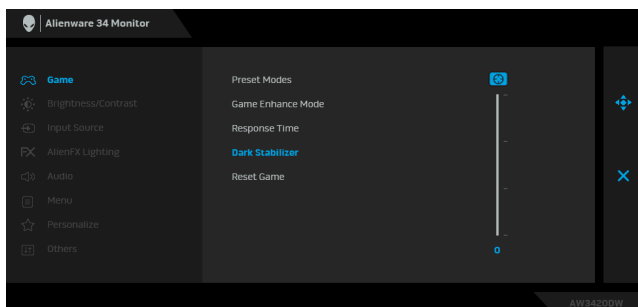 Alienware 34 Monitor
Game
Brightness/Contrast
Input Source
AlienFX Lighting
Audio
Menu
Personalize
Others
Preset Modes
Game Enhance Mode
Response Time
Dark Stabilizer
Reset Game
0
AW3420DW